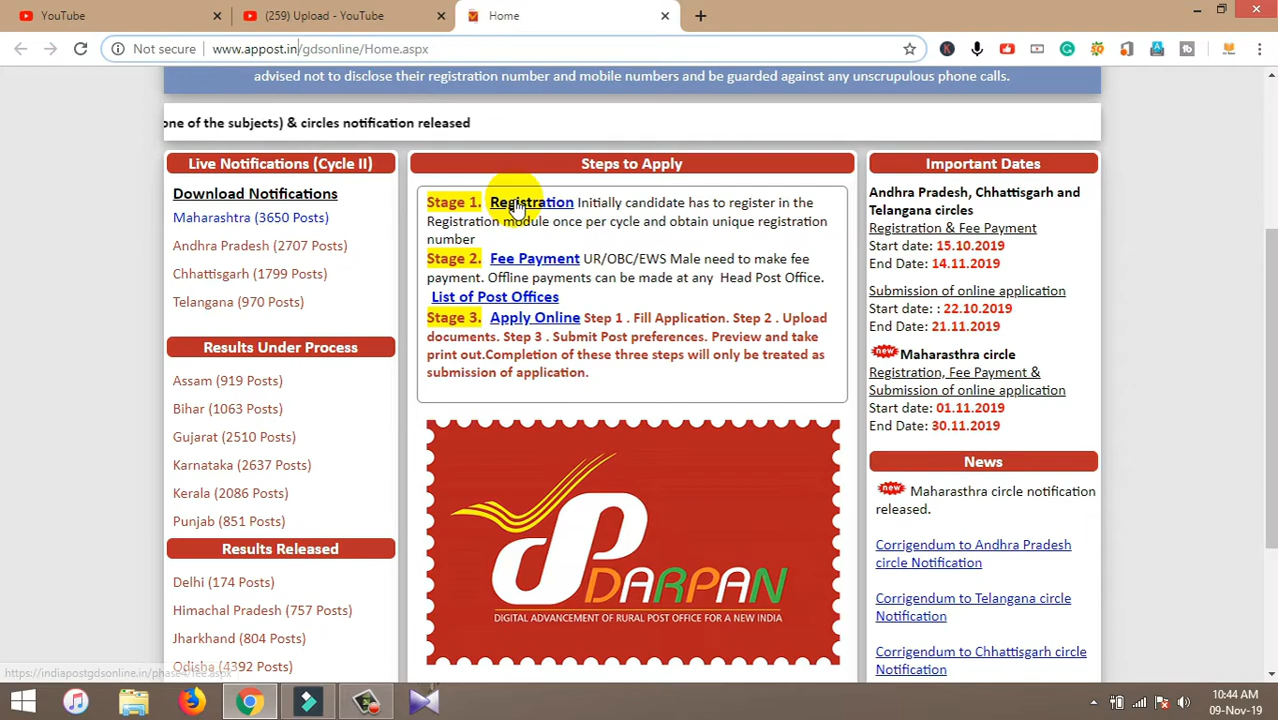 YouTube
(259) Upload - YouTube
Home
Not secure
www.appost.in/gdsonline/Home.aspx
advised not to disclose their registration number and mobile numbers and be guarded against any unscrupulous phone calls.
one of the subjects) & circles notification released
Live Notifications (Cycle II)
Download Notifications
Maharashtra (3650 Posts)
Andhra Pradesh (2707 Posts)
Chhattisgarh (1799 Posts)
Telangana (970 Posts)
Results Under Process
Assam (919 Posts)
Bihar (1063 Posts)
Gujarat (2510 Posts)
Karnataka (2637 Posts)
Kerala (2086 Posts)
Punjab (851 Posts)
Results Released
Delhi (174 Posts)
Himachal Pradesh (757 Posts)
Jharkhand (804 Posts)
Odisha (4392 Posts)
Steps to Apply
Stage 1. Registration Initially candidate has to register in the
Registration module once per cycle and obtain unique registration
number
Stage 2. Fee Payment UR/OBC/EWS Male need to make fee
payment. Offline payments can be made at any Head Post Office.
List of Post Offices
Stage 3. Apply Online Step 1 . Fill Application. Step 2 . Upload
documents. Step 3 . Submit Post preferences. Preview and take
print out.Completion of these three steps will only be treated as
submission of application.
DARPAN
DIGITAL ADVANCEMENT OF RURAL POST OFFICE FOR A NEW INDIA
Important Dates
Andhra Pradesh, Chhattisgarh and
Telangana circles
Registration & Fee Payment
Start date: 15.10.2019
End Date: 14.11.2019
Submission of online application
Start date: : 22.10.2019
End Date: 21.11.2019
new Maharasthra circle
Registration, Fee Payment &
Submission of online application
Start date: 01.11.2019
End Date: 30.11.2019
News
new Maharasthra circle notification
released.
Corrigendum to Andhra Pradesh
circle Notification
Corrigendum to Telangana circle
Notification
Corrigendum to Chhattisgarh circle
Notification
https://indiapostgdsonline.in/phase4/fee.aspx
10:44 AM
09-Nov-19